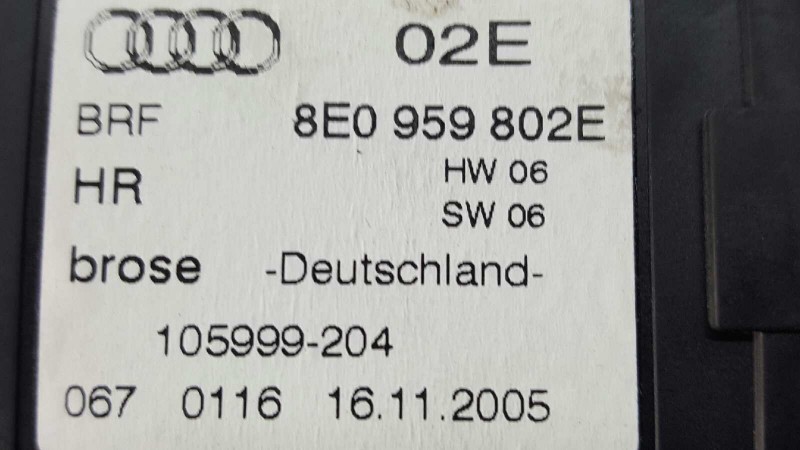 02E
BRF 8E0 959 802E
HR HW 06
SW 06
brose -Deutschland-
105999-204
067 0116 16.11.2005